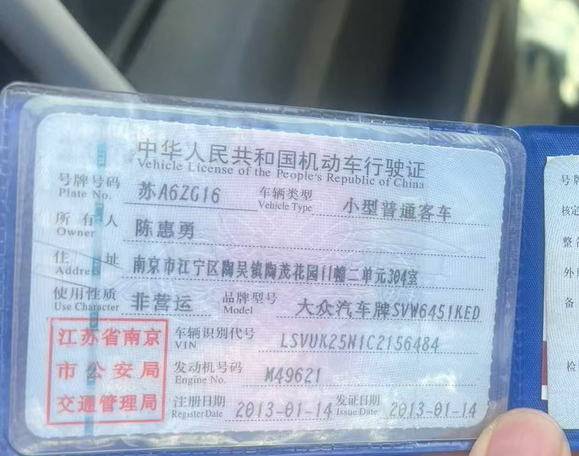 中华人民共和国机动车行驶证
Vehicle License of the People's Republic of China
号牌号码 苏A6ZG16 车辆类型 小型普通客车
Plate No. Vehicle Type
所有人 陈惠勇
Owner
住址 南京市江宁区陶吴镇陶茂花园11幢二单元304室
Address
使用性质 非营运 品牌型号 大众汽车牌SVW6451KED
Use Character Model
江苏省南京
市公安局
交通管理局
车辆识别代号 LSVUK25N1C2156484
VIN
发动机号码 M49621
Engine No.
注册日期 2013-01-14 发证日期 2013-01-14
Register Date Issue Date
号
核定
整备
外
备
检